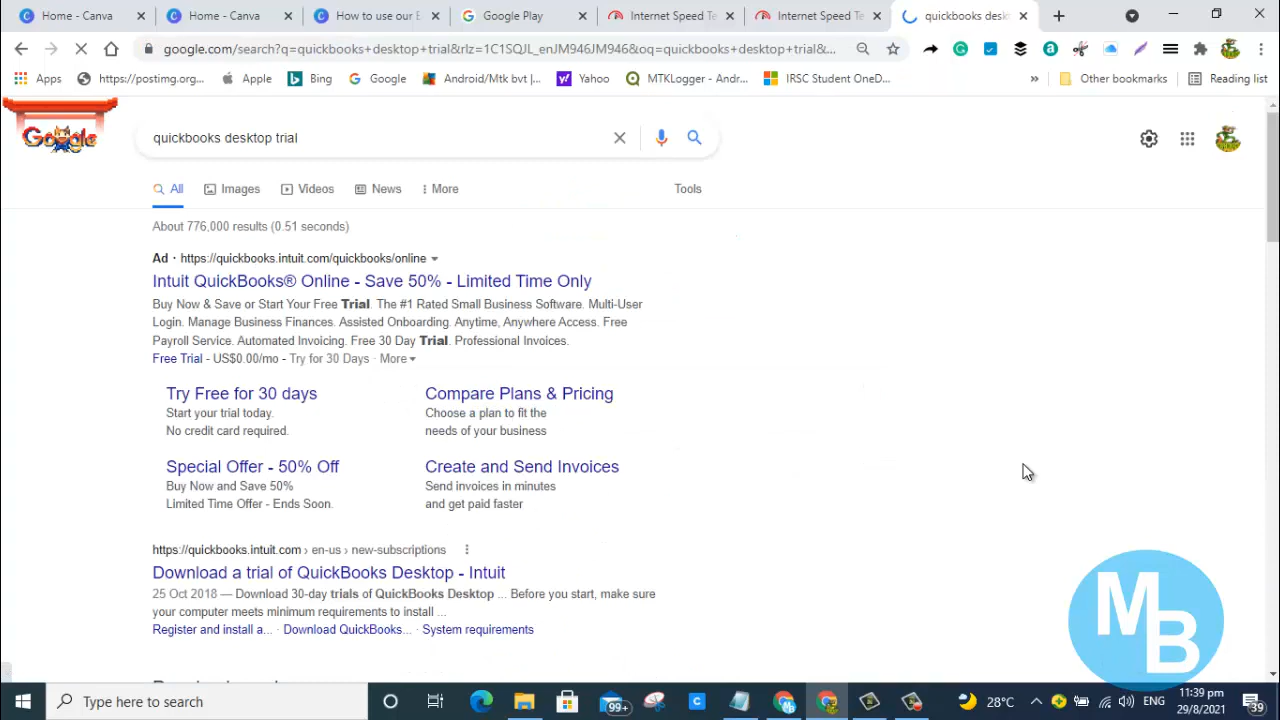 Home - Canva
Home - Canva
How to use our E
Google Play
Internet Speed Te
Internet Speed Te
quickbooks desk
google.com/search?q=quickbooks+desktop+trial&rlz=1C1SQJL_enJM946JM946&oq=quickbooks+desktop+trial&...
Apps
https://postimg.org...
Apple
Bing
Google
Android/Mtk bvt |...
Yahoo
MTKLogger - Andr...
IRSC Student OneD...
»
Other bookmarks
Reading list
Google
quickbooks desktop trial
All
Images
Videos
News
More
Tools
About 776,000 results (0.51 seconds)
Ad · https://quickbooks.intuit.com/quickbooks/online
Intuit QuickBooks® Online - Save 50% - Limited Time Only
Buy Now & Save or Start Your Free Trial. The #1 Rated Small Business Software. Multi-User
Login. Manage Business Finances. Assisted Onboarding. Anytime, Anywhere Access. Free
Payroll Service. Automated Invoicing. Free 30 Day Trial. Professional Invoices.
Free Trial - US$0.00/mo - Try for 30 Days · More
Try Free for 30 days
Start your trial today.
No credit card required.
Compare Plans & Pricing
Choose a plan to fit the
needs of your business
Special Offer - 50% Off
Buy Now and Save 50%
Limited Time Offer - Ends Soon.
Create and Send Invoices
Send invoices in minutes
and get paid faster
https://quickbooks.intuit.com › en-us › new-subscriptions
Download a trial of QuickBooks Desktop - Intuit
25 Oct 2018 — Download 30-day trials of QuickBooks Desktop ... Before you start, make sure
your computer meets minimum requirements to install ...
Register and install a... · Download QuickBooks... · System requirements
MB
Type here to search
99+
28°C
ENG
11:39 pm
29/8/2021
39